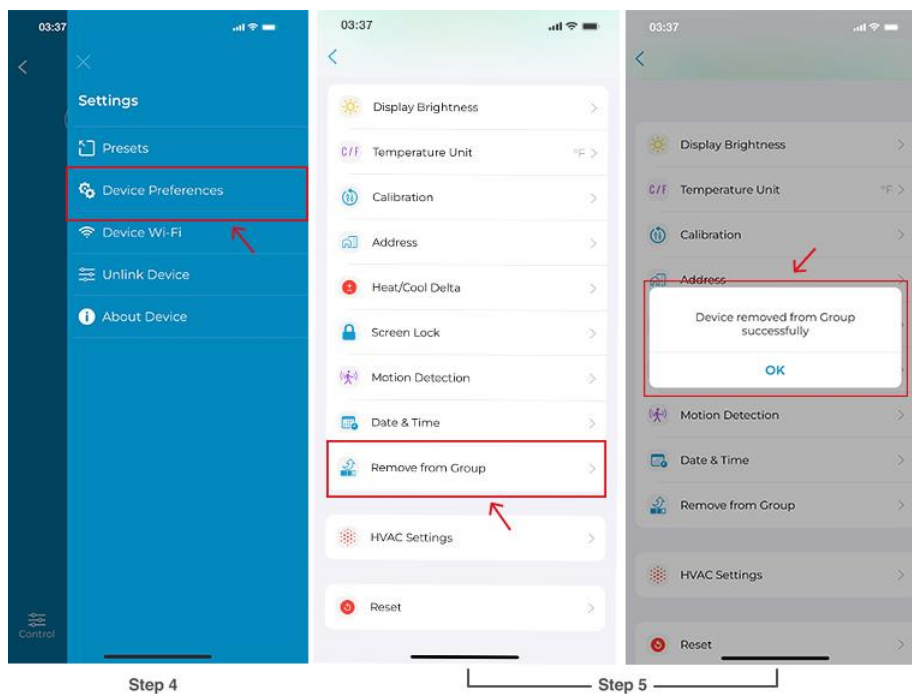 03:37
Settings
Presets
Device Preferences
Device Wi-Fi
Unlink Device
About Device
Control
03:37
Display Brightness
C/F Temperature Unit °F
Calibration
Address
Heat/Cool Delta
Screen Lock
Motion Detection
Date & Time
Remove from Group
HVAC Settings
Reset
03:37
Display Brightness
C/F Temperature Unit °F
Calibration
Address
Device removed from Group
successfully
OK
Motion Detection
Date & Time
Remove from Group
HVAC Settings
Reset
Step 4
Step 5